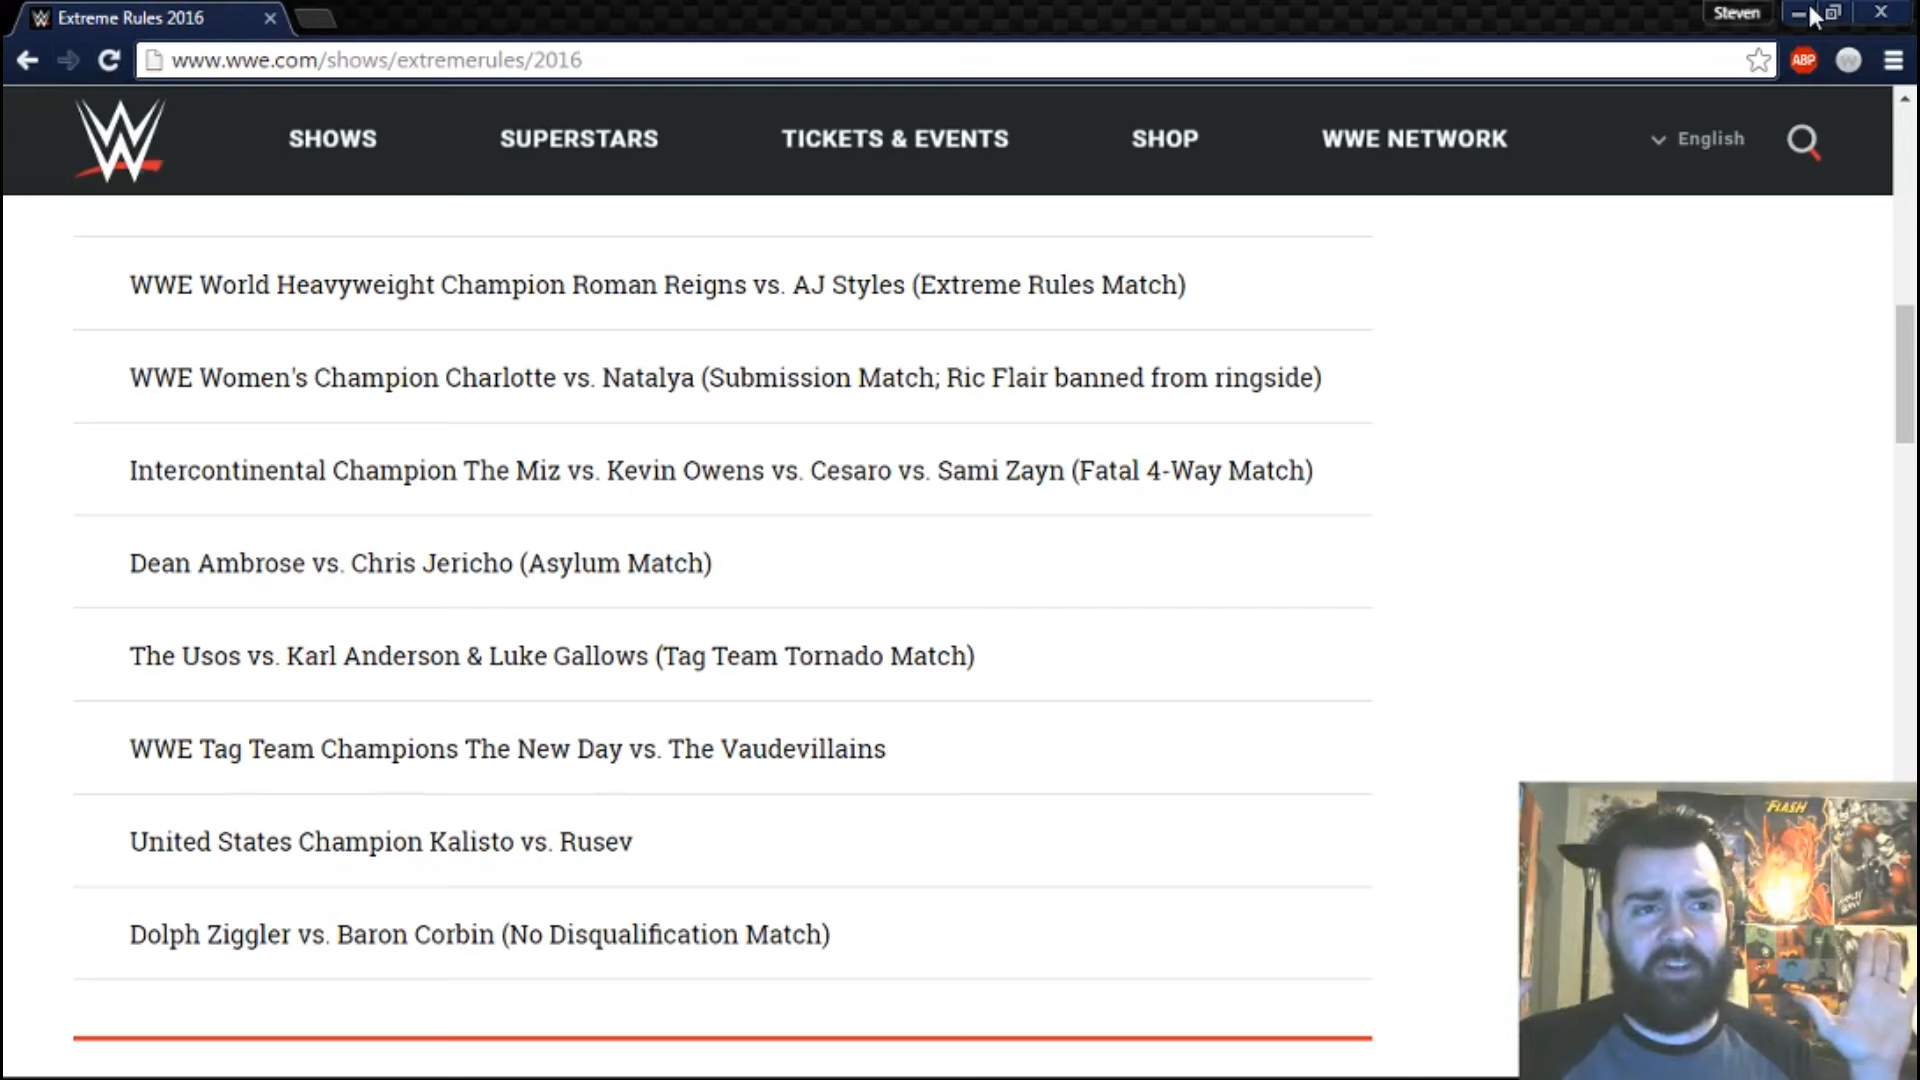 Extreme Rules 2016
Steven
www.wwe.com/shows/extremerules/2016
ABP
W
SHOWS
SUPERSTARS
TICKETS & EVENTS
SHOP
WWE NETWORK
English
WWE World Heavyweight Champion Roman Reigns vs. AJ Styles (Extreme Rules Match)
WWE Women's Champion Charlotte vs. Natalya (Submission Match; Ric Flair banned from ringside)
Intercontinental Champion The Miz vs. Kevin Owens vs. Cesaro vs. Sami Zayn (Fatal 4-Way Match)
Dean Ambrose vs. Chris Jericho (Asylum Match)
The Usos vs. Karl Anderson & Luke Gallows (Tag Team Tornado Match)
WWE Tag Team Champions The New Day vs. The Vaudevillains
United States Champion Kalisto vs. Rusev
Dolph Ziggler vs. Baron Corbin (No Disqualification Match)
FLASH